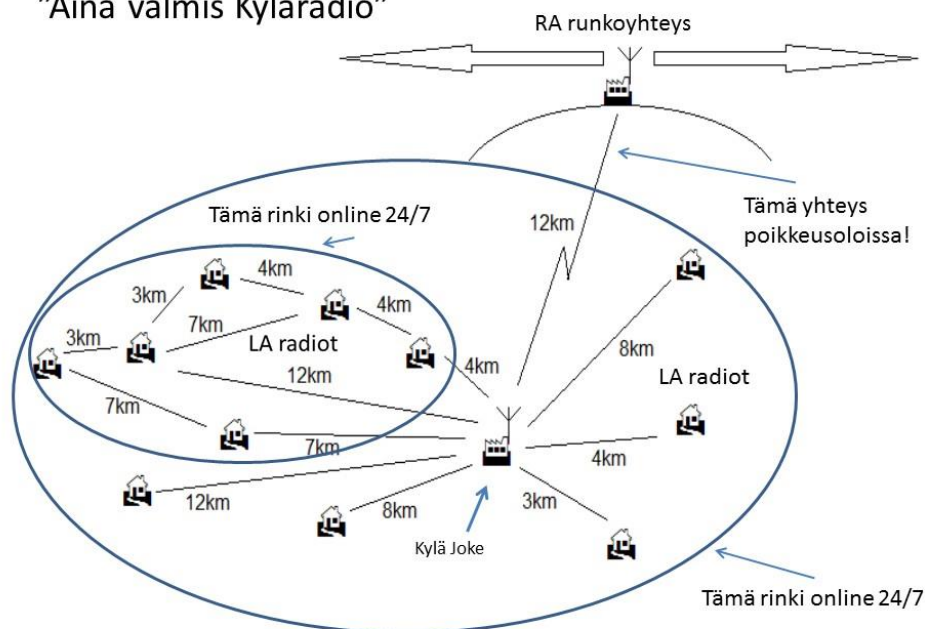 "Aina valmis Kyläradio"
RA runkoyhteys
Tämä yhteys
poikkeusoloissa!
12km
Tämä rinki online 24/7
4km
3km
4km
7km
3km
LA radiot
12km
4km
8km
LA radiot
7km
7km
4km
12km
8km
3km
Kylä Joke
Tämä rinki online 24/7